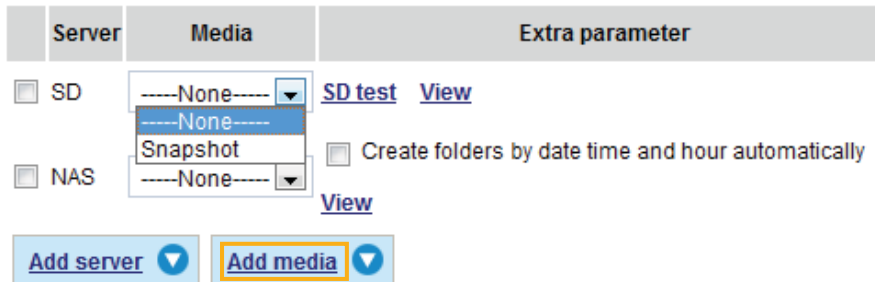 Server Media Extra parameter
SD -----None----- SD test View
-----None-----
Snapshot
Create folders by date time and hour automatically
NAS -----None-----
View
Add server Add media